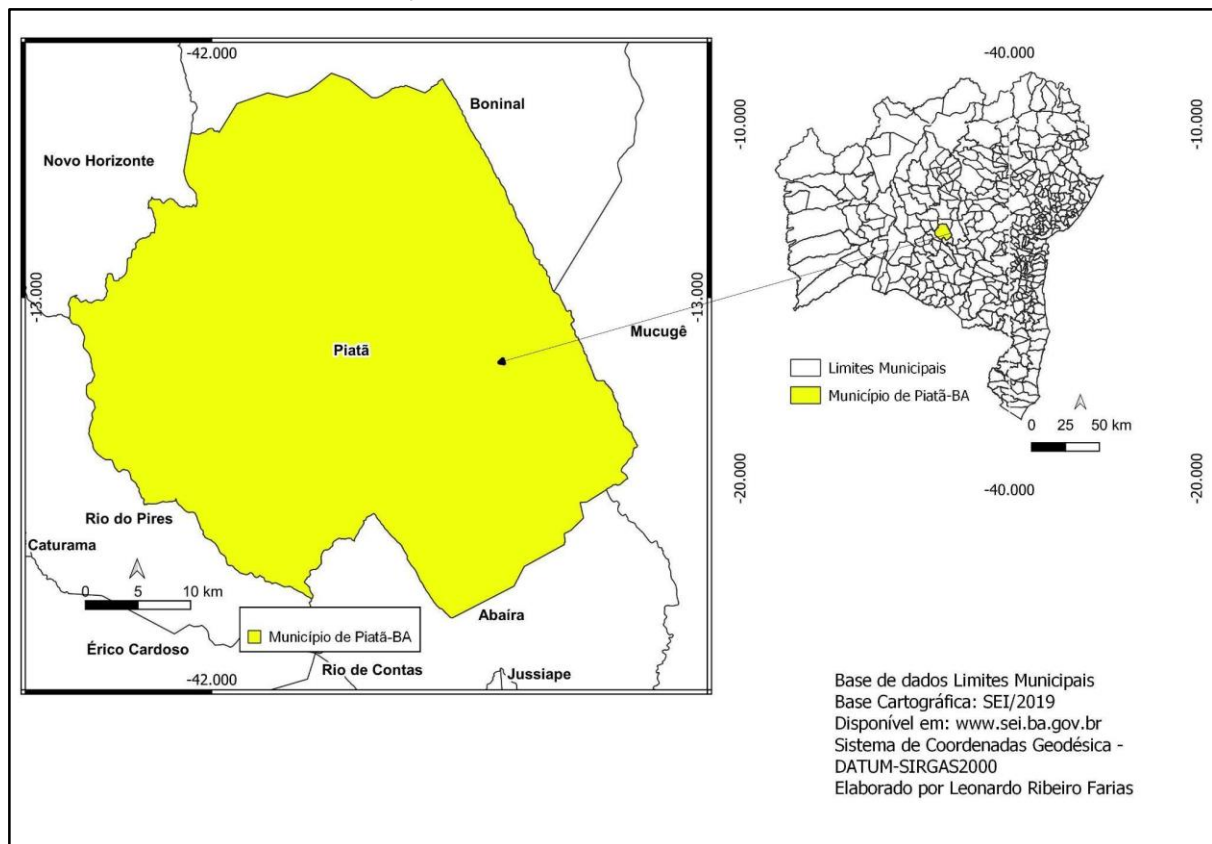 -42.000
Boninal
Novo Horizonte
-13.000
-13.000
Mucugê
Piatã
Rio do Pires
Caturama
0 5 10 km
Abaíra
Município de Piatã-BA
Érico Cardoso
Rio de Contas
Jussiape
-42.000
-40.000
-10.000
-10.000
Limites Municipais
Município de Piatã-BA
0 25 50 km
-20.000
-20.000
-40.000
Base de dados Limites Municipais
Base Cartográfica: SEI/2019
Disponível em: www.sei.ba.gov.br
Sistema de Coordenadas Geodésica -
DATUM-SIRGAS2000
Elaborado por Leonardo Ribeiro Farias